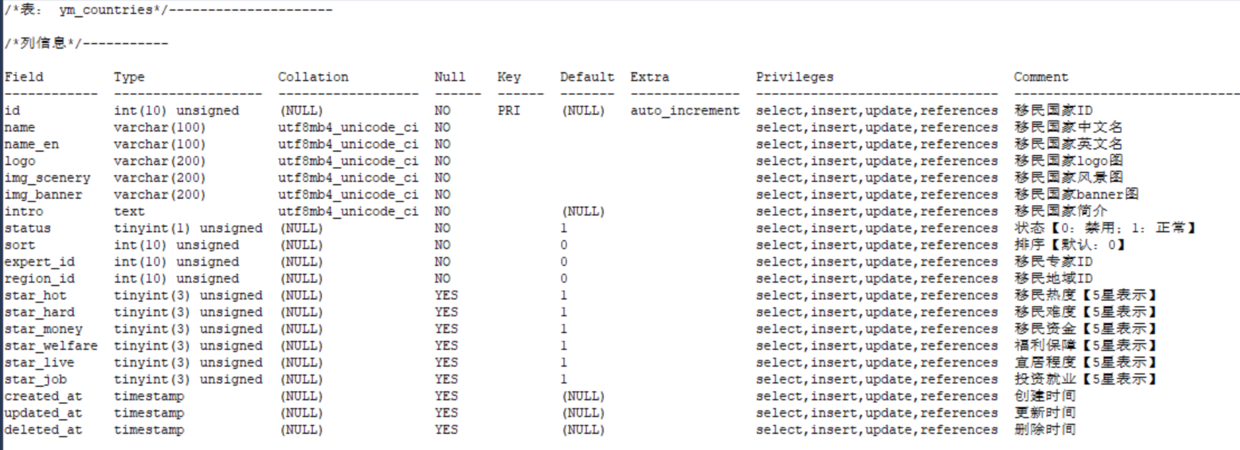 /*表： ym_countries*/---------------------
/*列信息*/-----------
Field Type Collation Null Key Default Extra Privileges Comment
------------ ------------------- ------------------ ------ ------ ------- -------------- ------------------------------- -----------------------------
id int(10) unsigned (NULL) NO PRI (NULL) auto_increment select,insert,update,references 移民国家ID
name varchar(100) utf8mb4_unicode_ci NO select,insert,update,references 移民国家中文名
name_en varchar(100) utf8mb4_unicode_ci NO select,insert,update,references 移民国家英文名
logo varchar(200) utf8mb4_unicode_ci NO select,insert,update,references 移民国家logo图
img_scenery varchar(200) utf8mb4_unicode_ci NO select,insert,update,references 移民国家风景图
img_banner varchar(200) utf8mb4_unicode_ci NO select,insert,update,references 移民国家banner图
intro text utf8mb4_unicode_ci NO (NULL) select,insert,update,references 移民国家简介
status tinyint(1) unsigned (NULL) NO 1 select,insert,update,references 状态【0：禁用；1：正常】
sort int(10) unsigned (NULL) NO 0 select,insert,update,references 排序【默认：0】
expert_id int(10) unsigned (NULL) NO 0 select,insert,update,references 移民专家ID
region_id int(10) unsigned (NULL) NO 0 select,insert,update,references 移民地域ID
star_hot tinyint(3) unsigned (NULL) YES 1 select,insert,update,references 移民热度【5星表示】
star_hard tinyint(3) unsigned (NULL) YES 1 select,insert,update,references 移民难度【5星表示】
star_money tinyint(3) unsigned (NULL) YES 1 select,insert,update,references 移民资金【5星表示】
star_welfare tinyint(3) unsigned (NULL) YES 1 select,insert,update,references 福利保障【5星表示】
star_live tinyint(3) unsigned (NULL) YES 1 select,insert,update,references 宜居程度【5星表示】
star_job tinyint(3) unsigned (NULL) YES 1 select,insert,update,references 投资就业【5星表示】
created_at timestamp (NULL) YES (NULL) select,insert,update,references 创建时间
updated_at timestamp (NULL) YES (NULL) select,insert,update,references 更新时间
deleted_at timestamp (NULL) YES (NULL) select,insert,update,references 删除时间